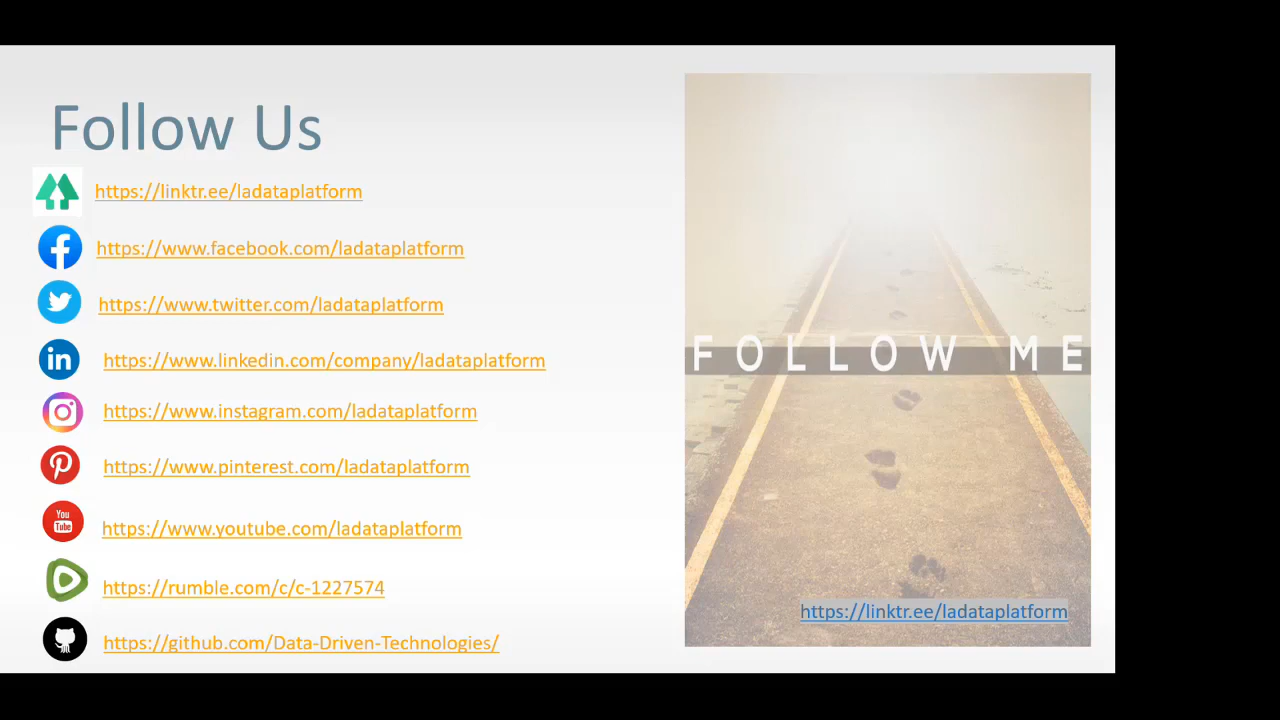 Follow Us
https://linktr.ee/ladataplatform
https://www.facebook.com/ladataplatform
https://www.twitter.com/ladataplatform
https://www.linkedin.com/company/ladataplatform
https://www.instagram.com/ladataplatform
https://www.pinterest.com/ladataplatform
You
Tube
https://www.youtube.com/ladataplatform
https://rumble.com/c/c-1227574
https://github.com/Data-Driven-Technologies/
FOLLOW ME
https://linktr.ee/ladataplatform